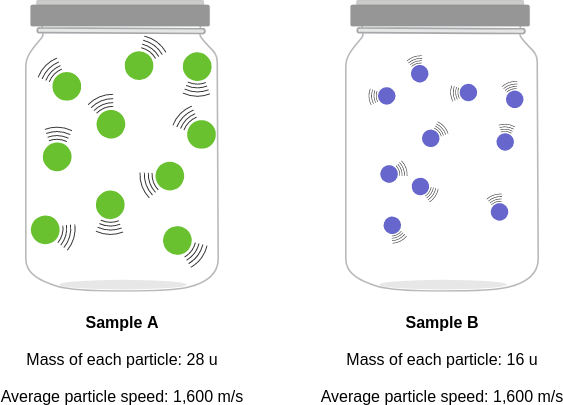 Sample A
Mass of each particle: 28 u
Average particle speed: 1,600 m/s
Sample B
Mass of each particle: 16 u
Average particle speed: 1,600 m/s